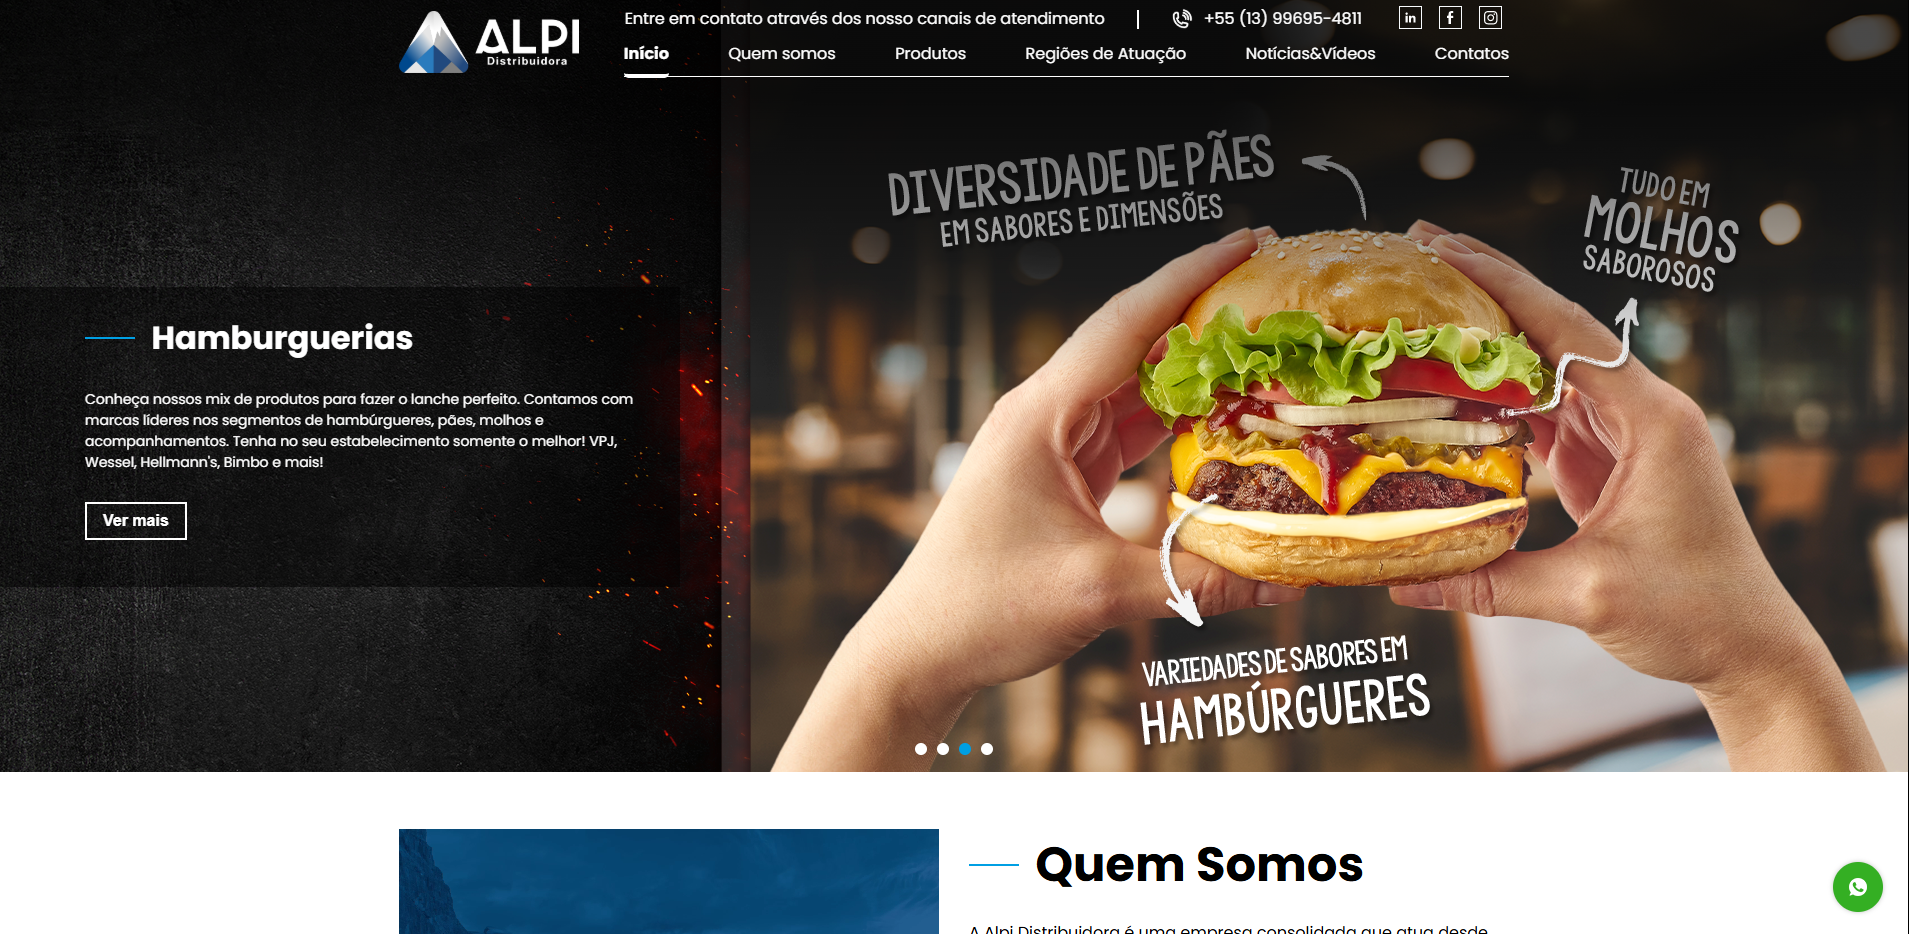 ALPI
Distribuidora
Entre em contato através dos nosso canais de atendimento
+55 (13) 99695-4811
Início
Quem somos
Produtos
Regiões de Atuação
Notícias&Vídeos
Contatos
DIVERSIDADE DE PÃES
EM SABORES E DIMENSÕES
TUDO EM
MOLHOS
SABOROSOS
Hamburguerias
Conheça nossos mix de produtos para fazer o lanche perfeito. Contamos com
marcas líderes nos segmentos de hambúrgueres, pães, molhos e
acompanhamentos. Tenha no seu estabelecimento somente o melhor! VPJ,
Wessel, Hellmann's, Bimbo e mais!
Ver mais
VARIEDADES DE SABORES EM
HAMBÚRGUERES
Quem Somos
A Alpi Distribuidora é uma empresa consolidada que atua desde